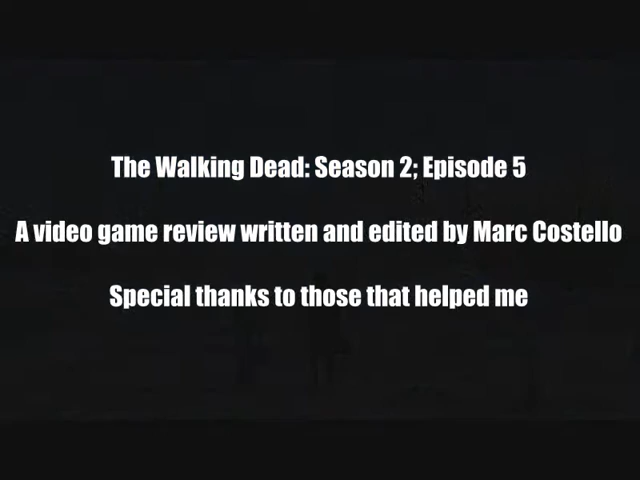 The Walking Dead: Season 2; Episode 5
A video game review written and edited by Marc Costello
Special thanks to those that helped me